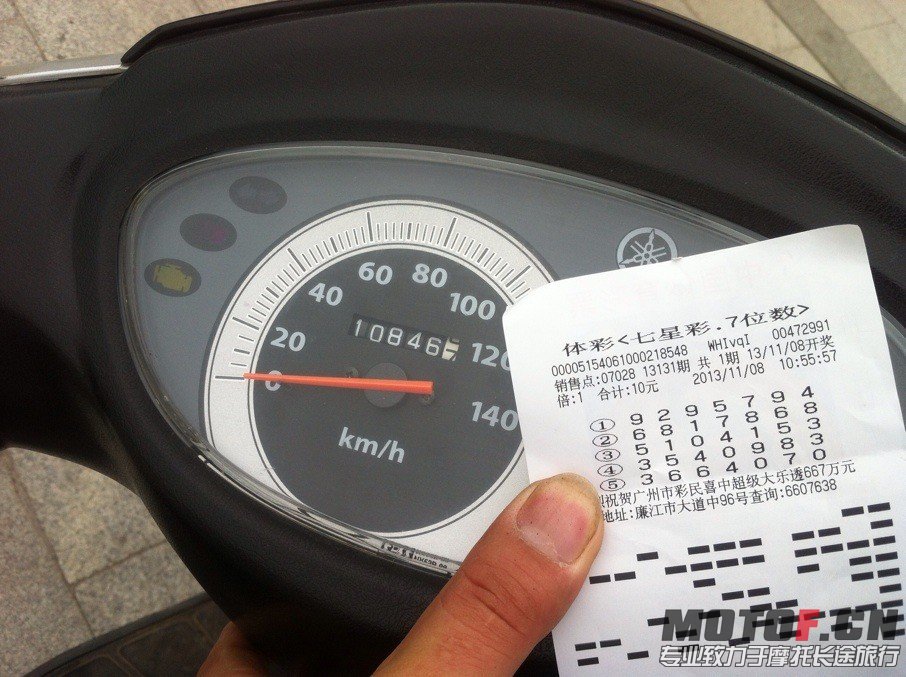 20
40
60
80
100
120
140
0
10846
km/h
体彩<七星彩.7位数>
00005154061000218548 WHIvqI 00472991
销售点:07028 13131期 共 1期 13/11/08开奖
倍:1 合计:10元 2013/11/08 10:55:57
① 9 2 9 5 7 9 4
② 6 8 1 7 8 6 8
③ 5 1 0 4 1 5 3
④ 3 5 4 0 9 8 3
⑤ 3 6 6 4 0 7 0
祝贺广州市彩民喜中超级大乐透667万元
地址:廉江市大道中96号查询:6607638
MOTOF.CN
专业致力于摩托长途旅行